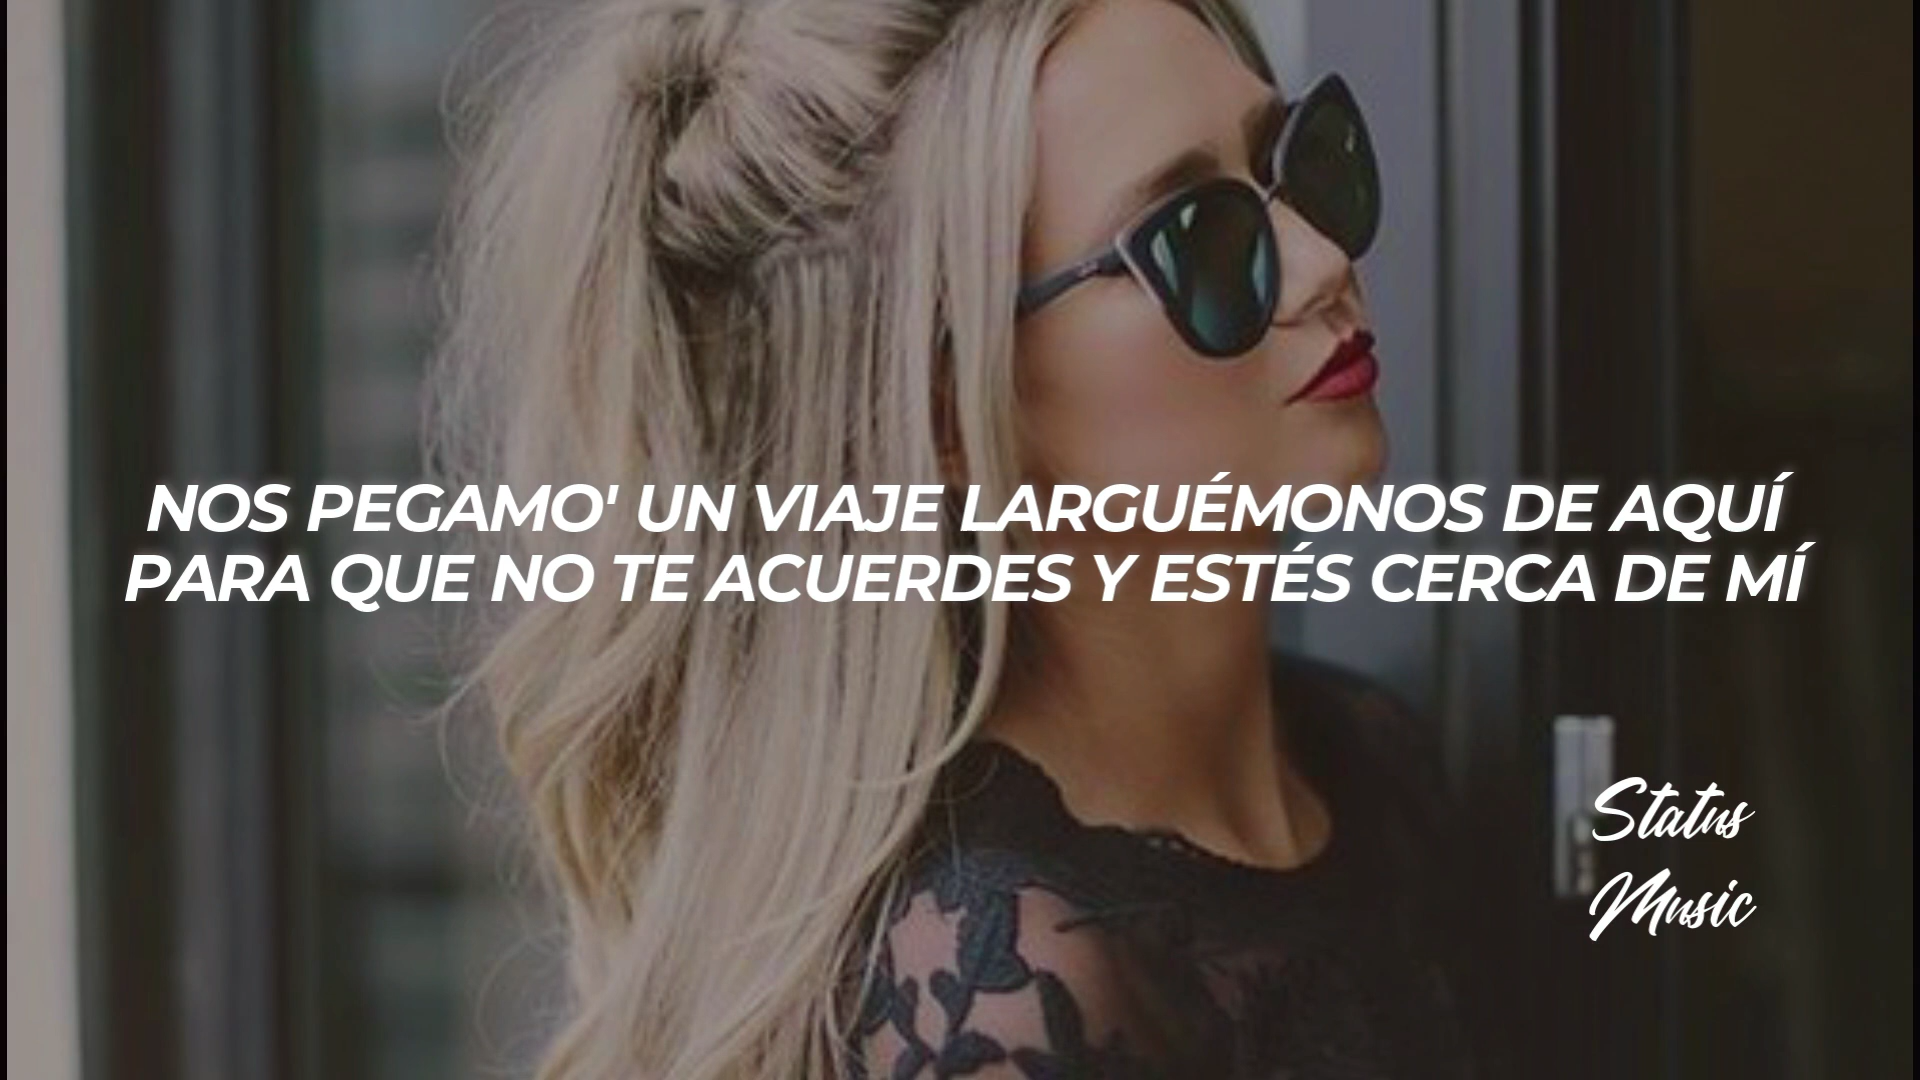 NOS PEGAMO' UN VIAJE LARGUÉMONOS DE AQUÍ
PARA QUE NO TE ACUERDES Y ESTÉS CERCA DE MÍ
Status
Music